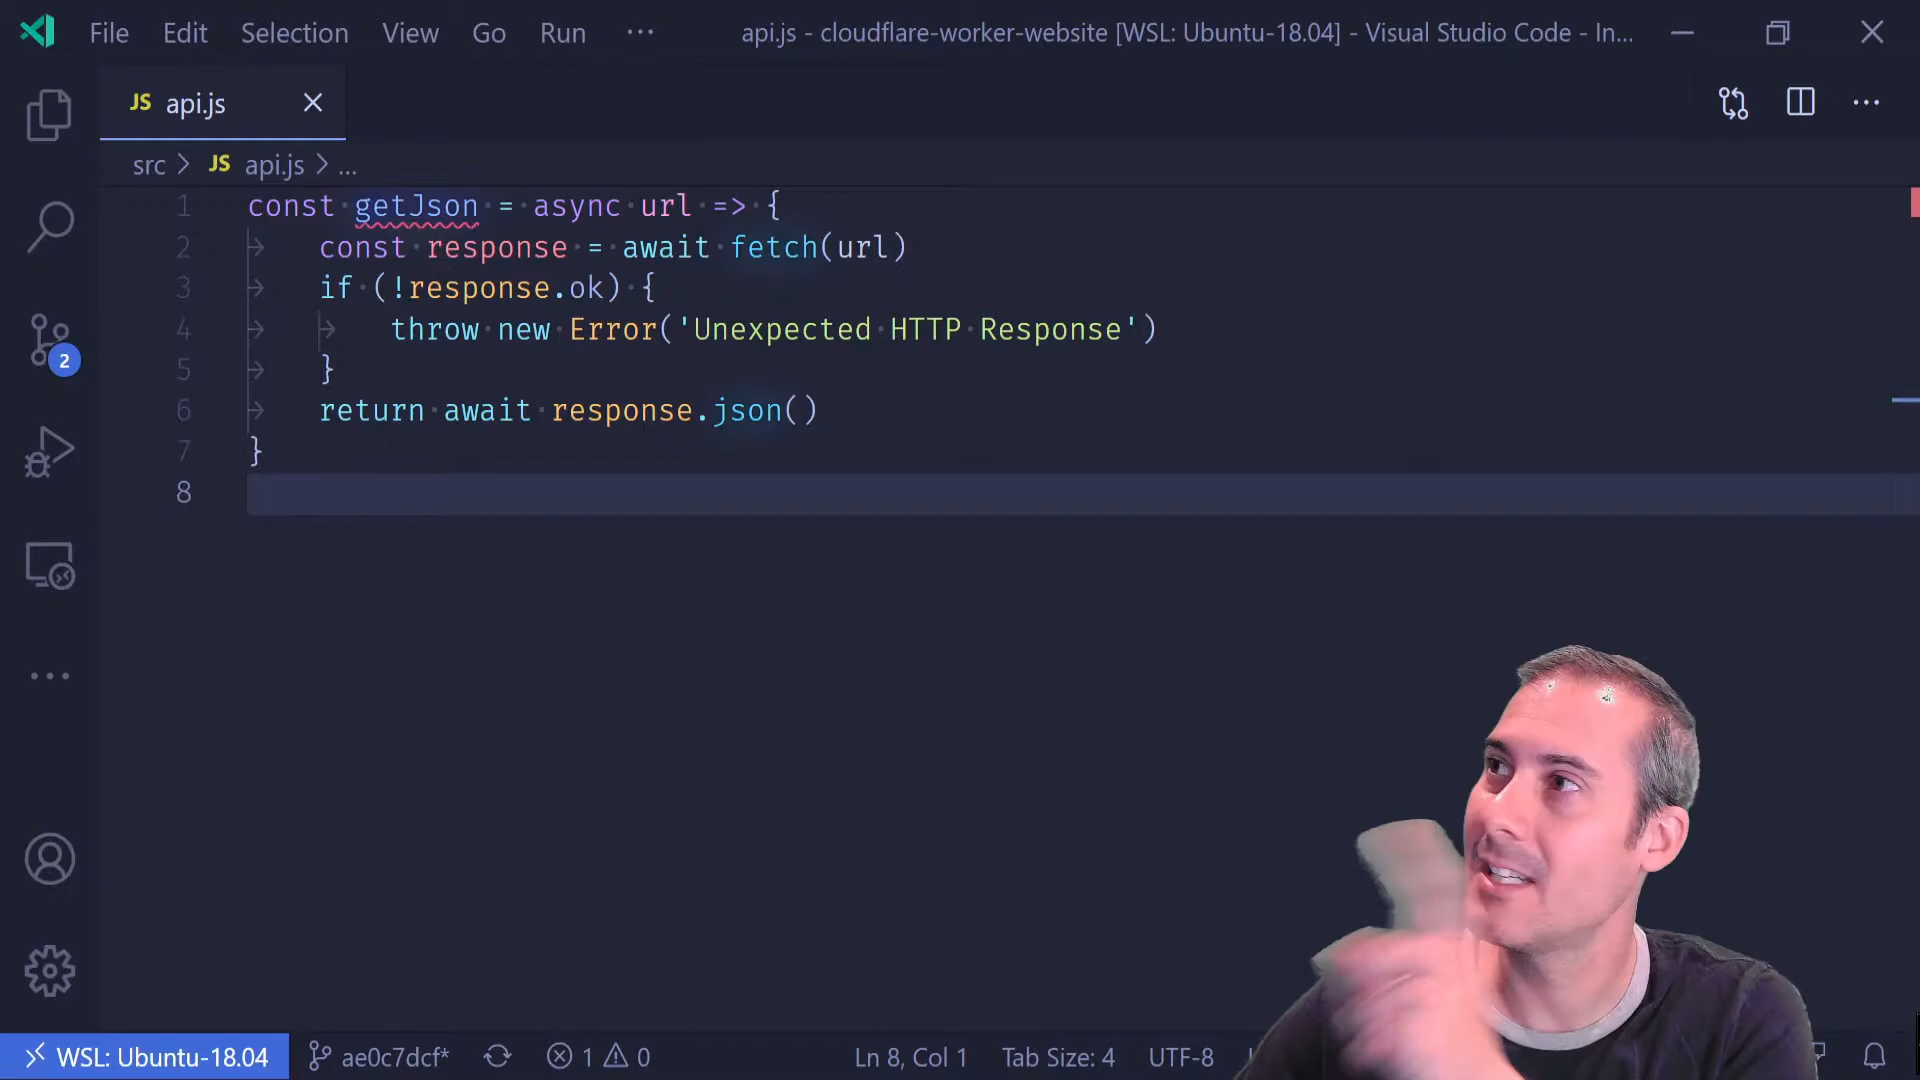 File Edit Selection View Go Run ··· api.js - cloudflare-worker-website [WSL: Ubuntu-18.04] - Visual Studio Code - In...
JS api.js
src > JS api.js > ...
1 const getJson = async url => {
2 const response = await fetch(url)
3 if (!response.ok) {
4 throw new Error('Unexpected HTTP Response')
5 }
6 return await response.json()
7 }
8
2
WSL: Ubuntu-18.04 ae0c7dcf* 1 0 Ln 8, Col 1 Tab Size: 4 UTF-8